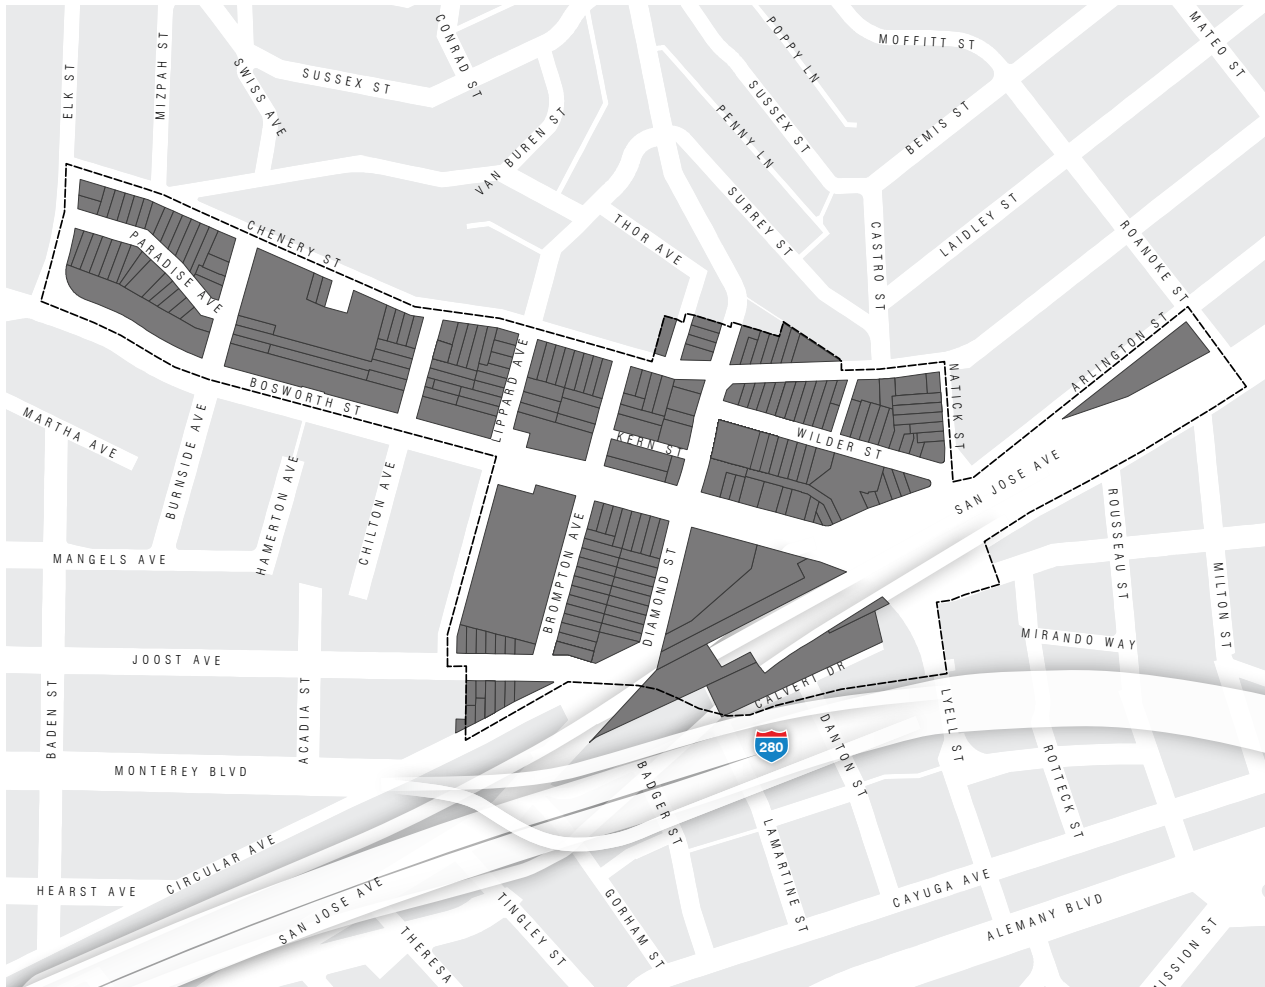 ELK ST
MIZPAH ST
SWISS AVE
SUSSEX ST
CONRAD ST
VAN BUREN ST
POPPY LN
SUSSEX ST
PENNY LN
MOFFITT ST
BEMIS ST
MATEO ST
SURREY ST
THOR AVE
CASTRO ST
LAIDLEY ST
ROANOKE ST
CHENERY ST
PARADISE AVE
ARLINGTON ST
NATICK ST
LIPPARD AVE
BOSWORTH ST
KERN ST
WILDER ST
MARTHA AVE
BURNSIDE AVE
HAMERTON AVE
CHILTON AVE
SAN JOSE AVE
ROUSSEAU ST
MILTON ST
MANGELS AVE
BROMPTON AVE
DIAMOND ST
MIRANDO WAY
JOOST AVE
CALVERT DR
BADEN ST
ACADIA ST
LYELL ST
DANTON ST
280
ROTTECK ST
MONTEREY BLVD
BADGER ST
LAMARTINE ST
CIRCULAR AVE
HEARST AVE
SAN JOSE AVE
CAYUGA AVE
ALEMANY BLVD
GORHAM ST
TINGLEY ST
THERESA
ISSION ST